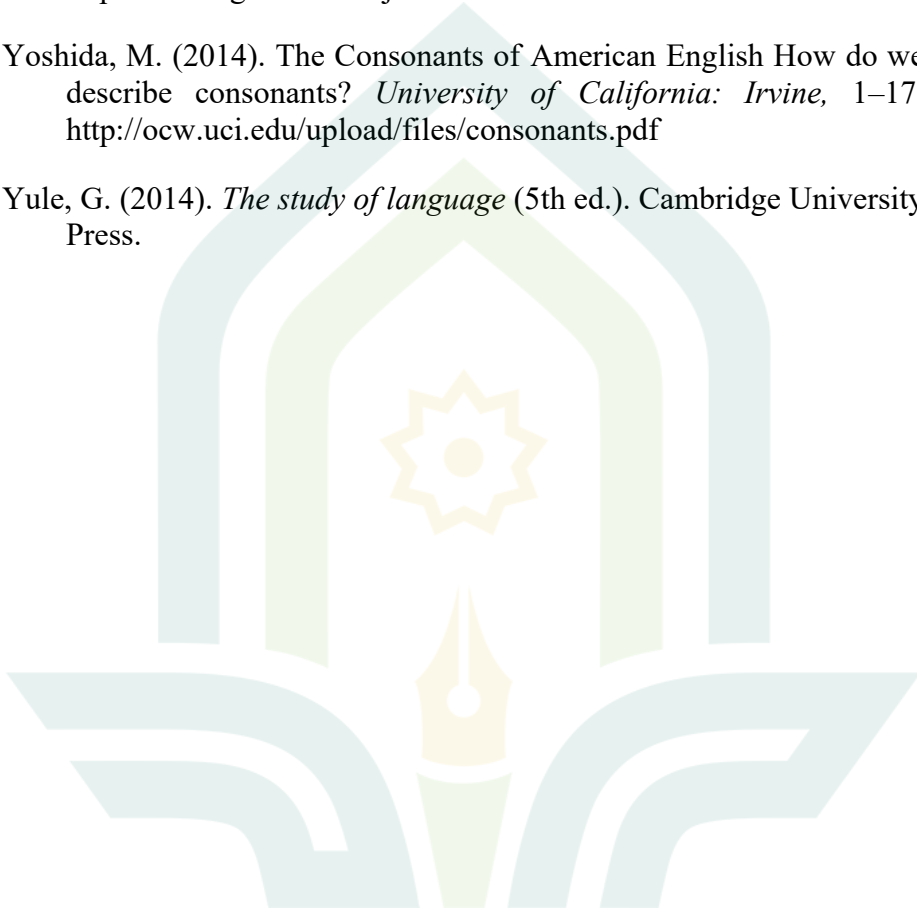 Yoshida, M. (2014). The Consonants of American English How do we
describe consonants? University of California: Irvine, 1–17.
http://ocw.uci.edu/upload/files/consonants.pdf
Yule, G. (2014). The study of language (5th ed.). Cambridge University
Press.